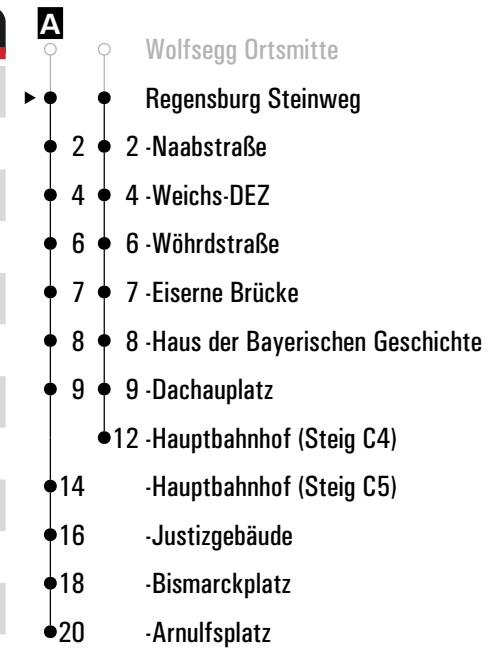 A
Wolfsegg Ortsmitte
Regensburg Steinweg
2 2 -Naabstraße
4 4 -Weichs-DEZ
6 6 -Wöhrdstraße
7 7 -Eiserne Brücke
8 8 -Haus der Bayerischen Geschichte
9 9 -Dachauplatz
12 -Hauptbahnhof (Steig C4)
14 -Hauptbahnhof (Steig C5)
16 -Justizgebäude
18 -Bismarckplatz
20 -Arnulfsplatz